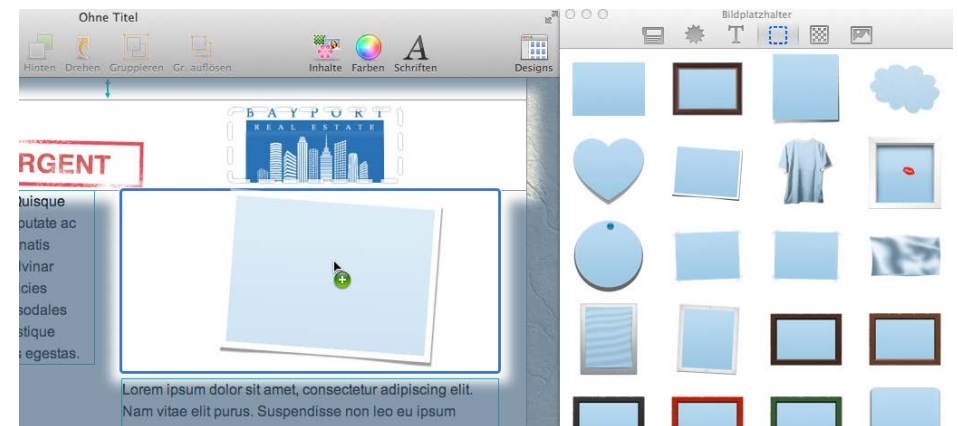 Ohne Titel
Bildplatzhalter
Hinten Drehen Gruppieren Gr. auflösen Inhalte Farben Schriften Designs
BAYPORT
REAL ESTATE
RGENT
Quisque
putate ac
natis
lvinar
cies
sodales
stique
s egestas.
Lorem ipsum dolor sit amet, consectetur adipiscing elit.
Nam vitae elit purus. Suspendisse non leo eu ipsum